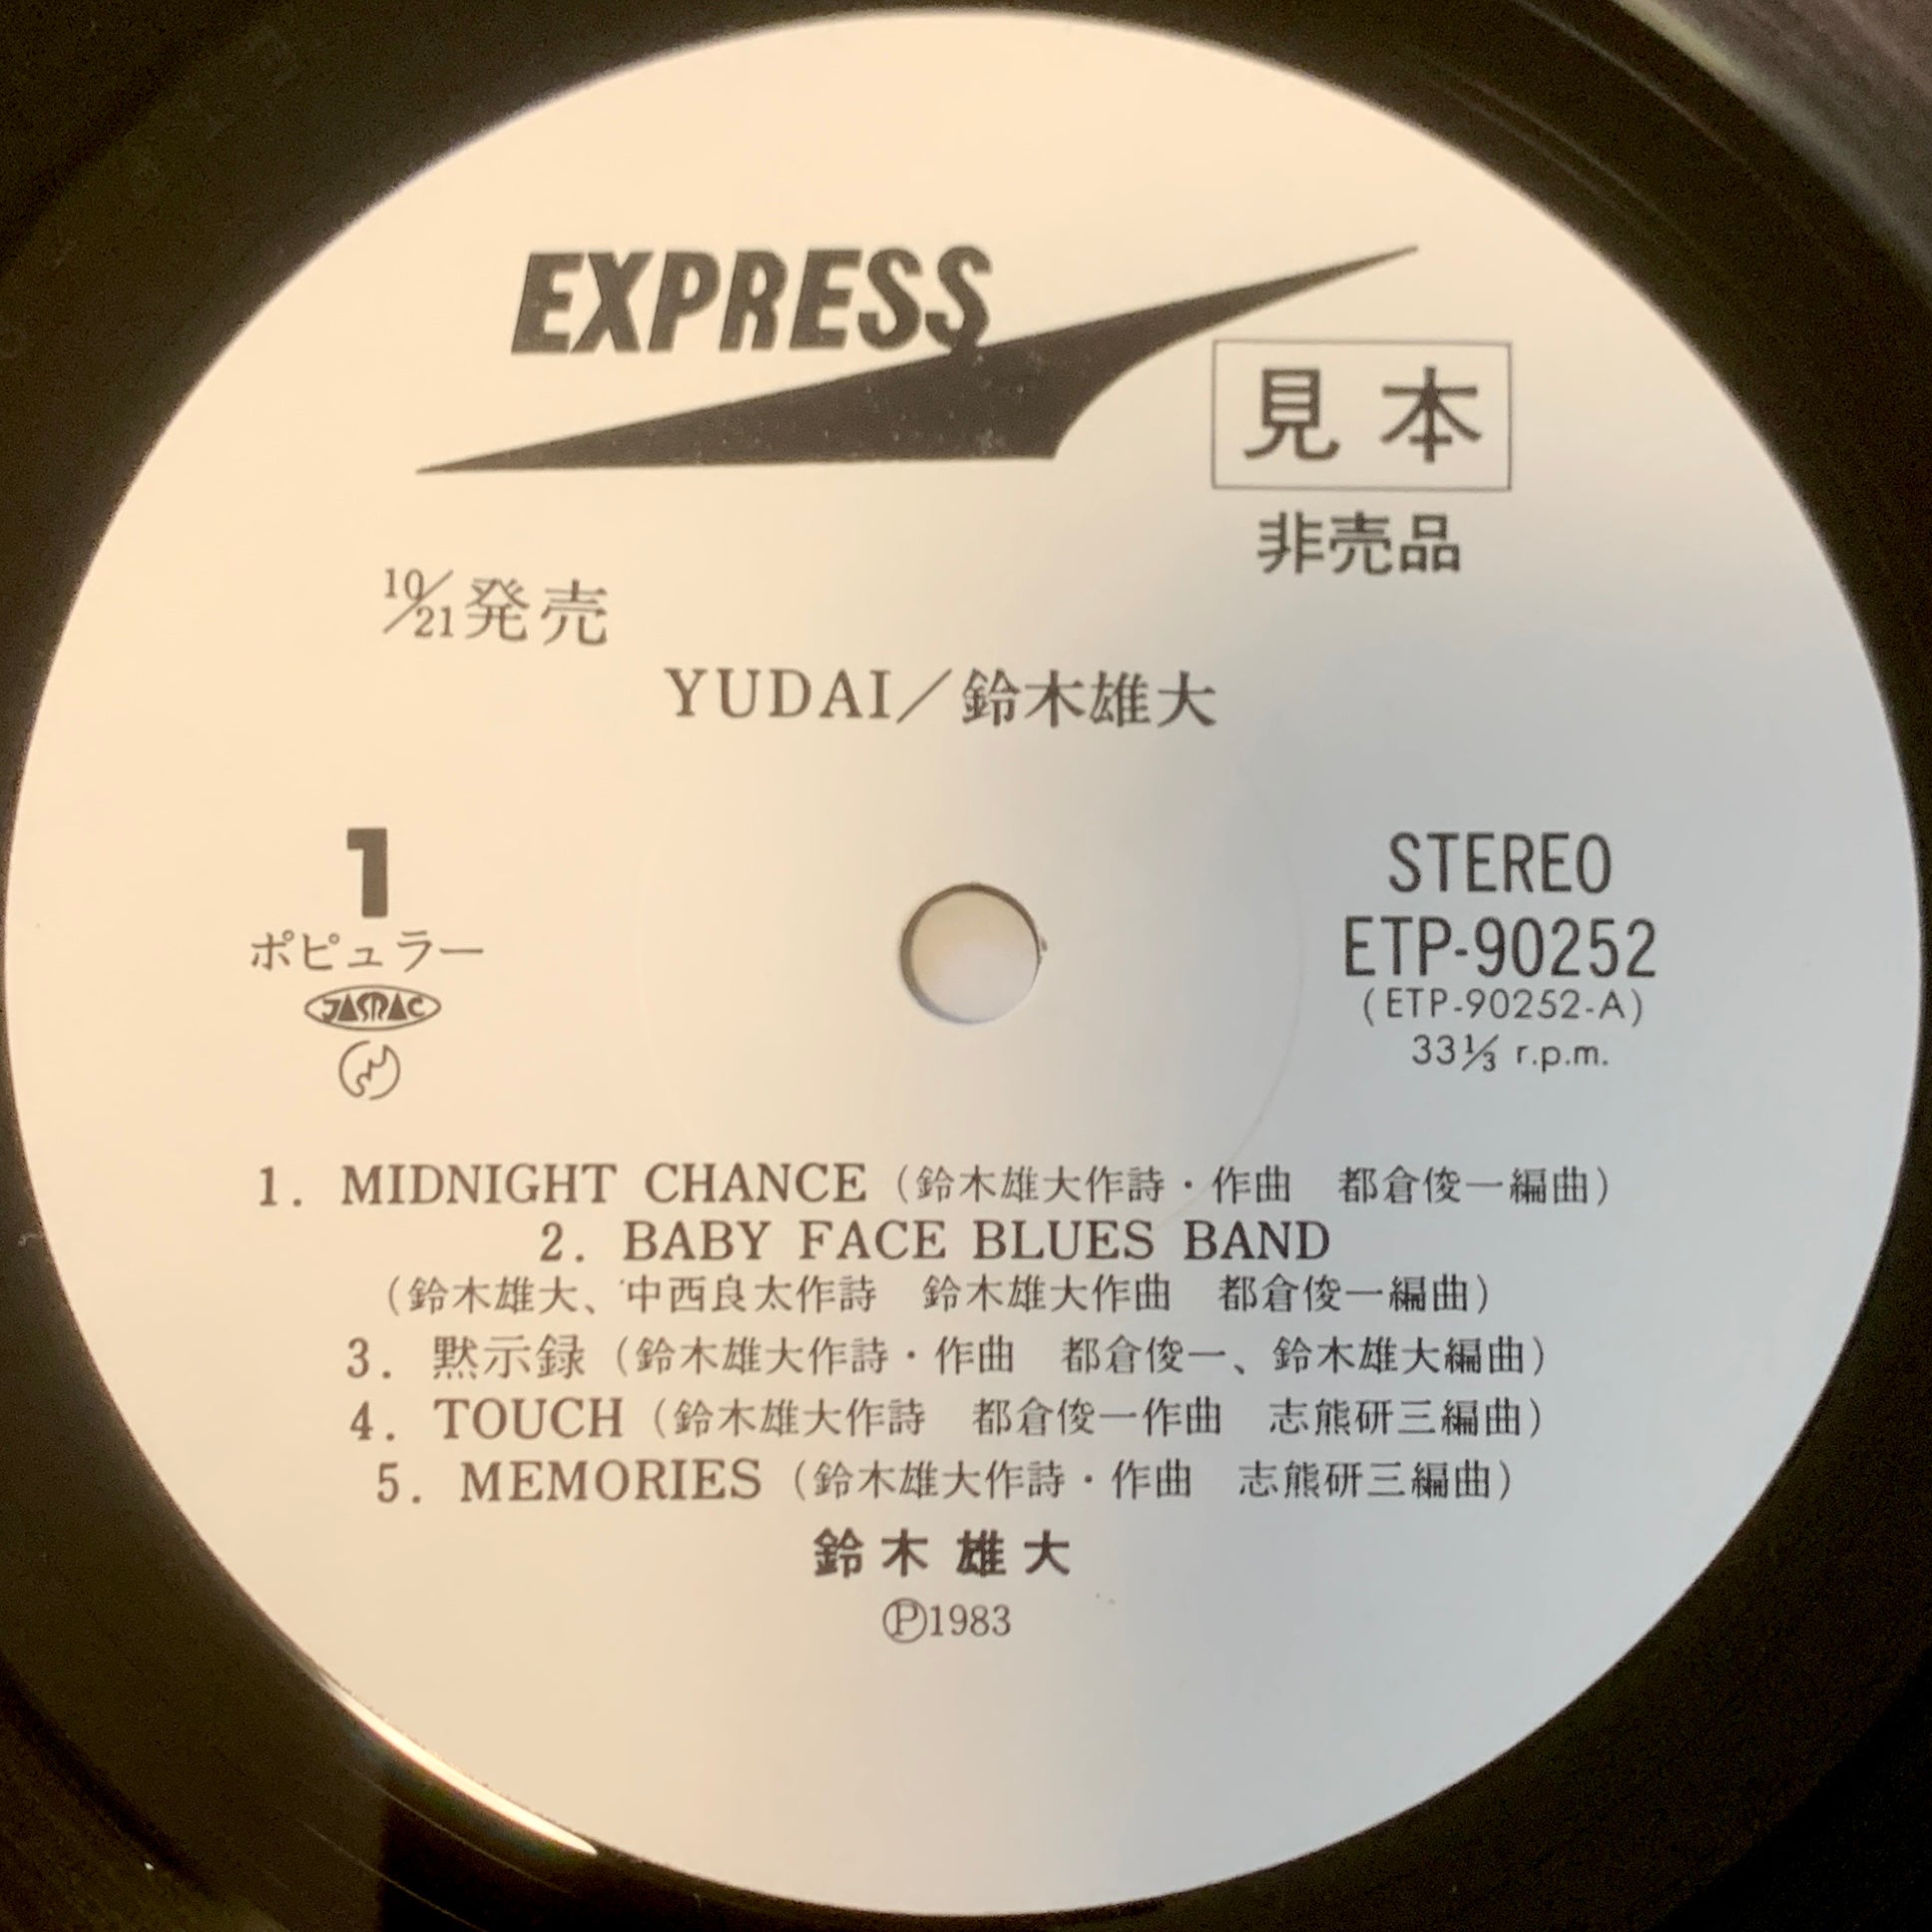 EXPRESS
見本
非売品
10/21発売
YUDAI／鈴木雄大
1
ポピュラー
JASRAC
STEREO
ETP-90252
(ETP-90252-A)
33⅓ r.p.m.
1. MIDNIGHT CHANCE（鈴木雄大作詩・作曲　都倉俊一編曲）
2. BABY FACE BLUES BAND
（鈴木雄大、中西良太作詩　鈴木雄大作曲　都倉俊一編曲）
3. 黙示録（鈴木雄大作詩・作曲　都倉俊一、鈴木雄大編曲）
4. TOUCH（鈴木雄大作詩　都倉俊一作曲　志熊研三編曲）
5. MEMORIES（鈴木雄大作詩・作曲　志熊研三編曲）
鈴木雄大
Ⓟ1983